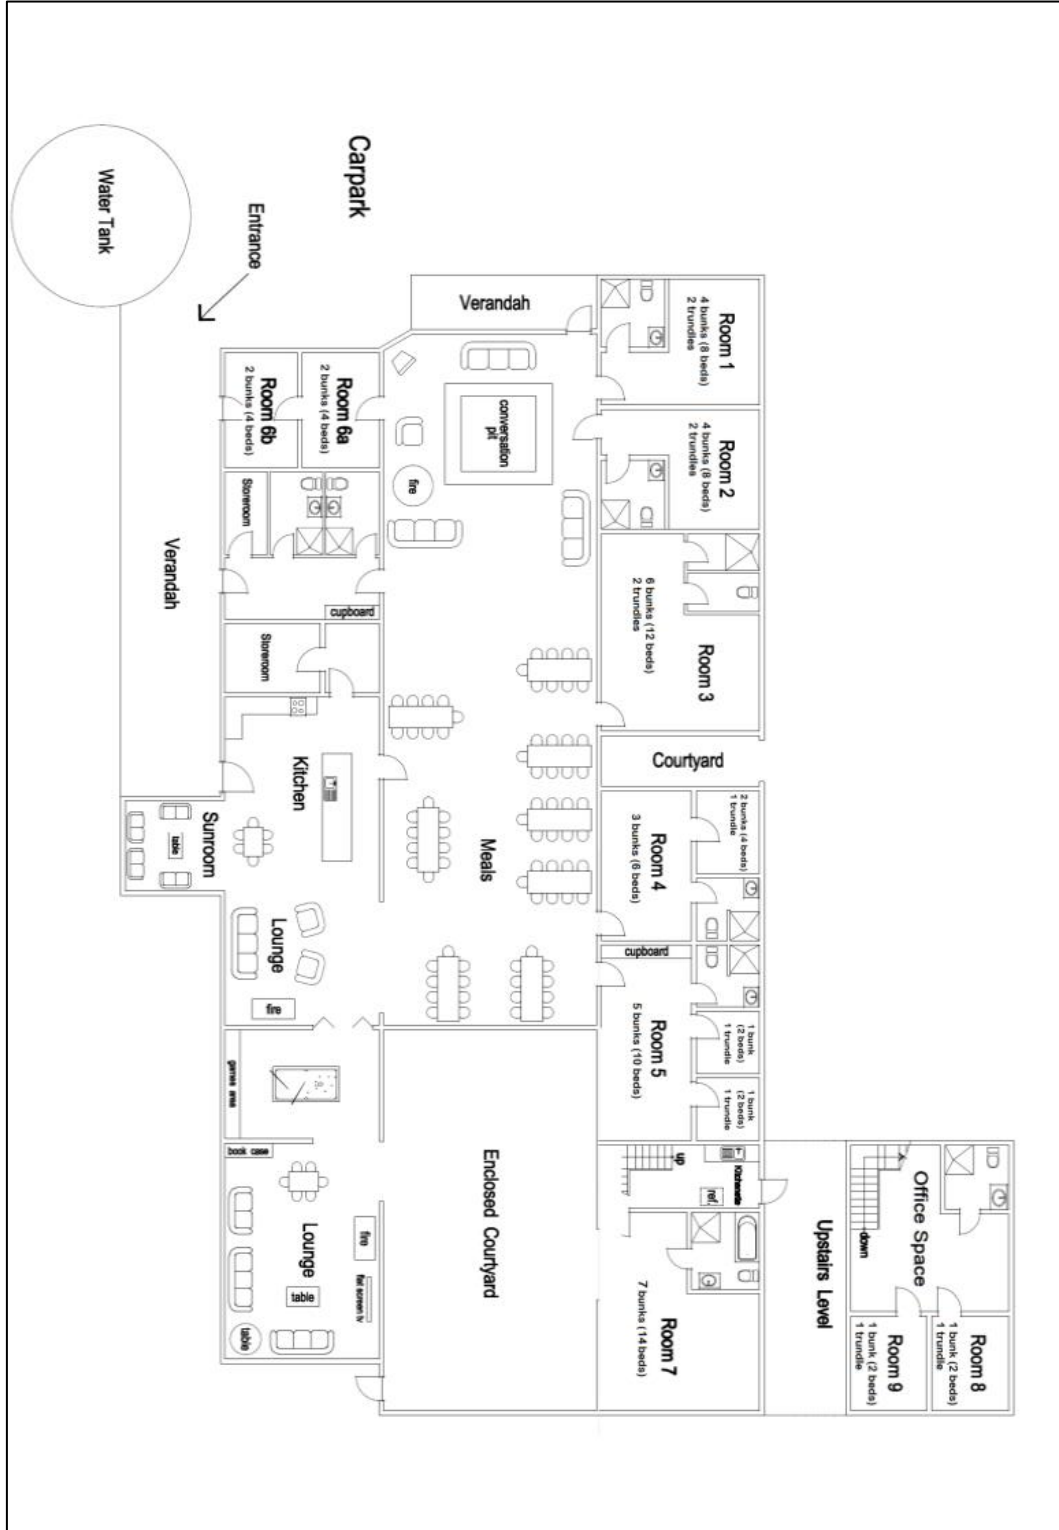 Carpark
Water Tank
Entrance
Verandah
Room 1
4 bunks (8 beds)
2 trundles
Room 2
4 bunks (8 beds)
2 trundles
conversation
pit
fire
Room 6a
2 bunks (4 beds)
Room 6b
2 bunks (4 beds)
Storeroom
Verandah
cupboard
Storeroom
Room 3
6 bunks (12 beds)
2 trundles
Courtyard
Kitchen
Sunroom
table
Meals
Room 4
3 bunks (6 beds)
2 bunks (4 beds)
1 trundle
Lounge
fire
cupboard
Room 5
5 bunks (10 beds)
1 bunk
(2 beds)
1 trundle
1 bunk
(2 beds)
1 trundle
games area
book case
Lounge
fire
flat screen tv
table
table
Enclosed Courtyard
up
Kitchenette
ref.
Room 7
7 bunks (14 beds)
Upstairs Level
Office Space
down
Room 8
1 bunk (2 beds)
1 trundle
Room 9
1 bunk (2 beds)
1 trundle